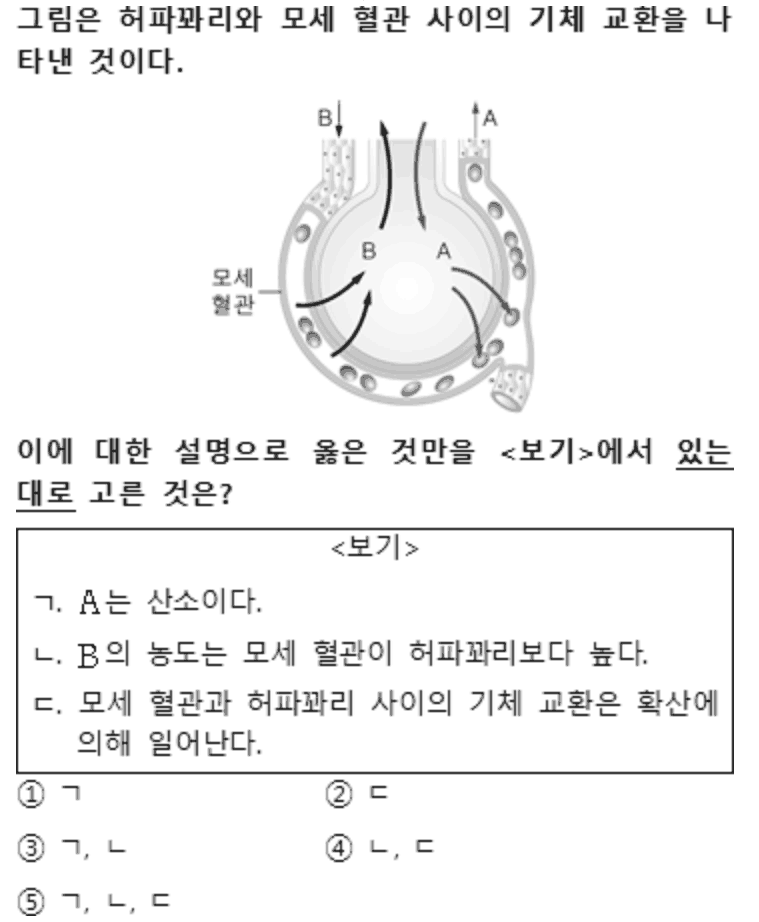 그림은 허파꽈리와 모세 혈관 사이의 기체 교환을 나
타낸 것이다.
B A
B A
모세
혈관
이에 대한 설명으로 옳은 것만을 <보기>에서 있는
대로 고른 것은?
<보기>
ㄱ. A는 산소이다.
ㄴ. B의 농도는 모세 혈관이 허파꽈리보다 높다.
ㄷ. 모세 혈관과 허파꽈리 사이의 기체 교환은 확산에
의해 일어난다.
① ㄱ ② ㄷ
③ ㄱ, ㄴ ④ ㄴ, ㄷ
⑤ ㄱ, ㄴ, ㄷ